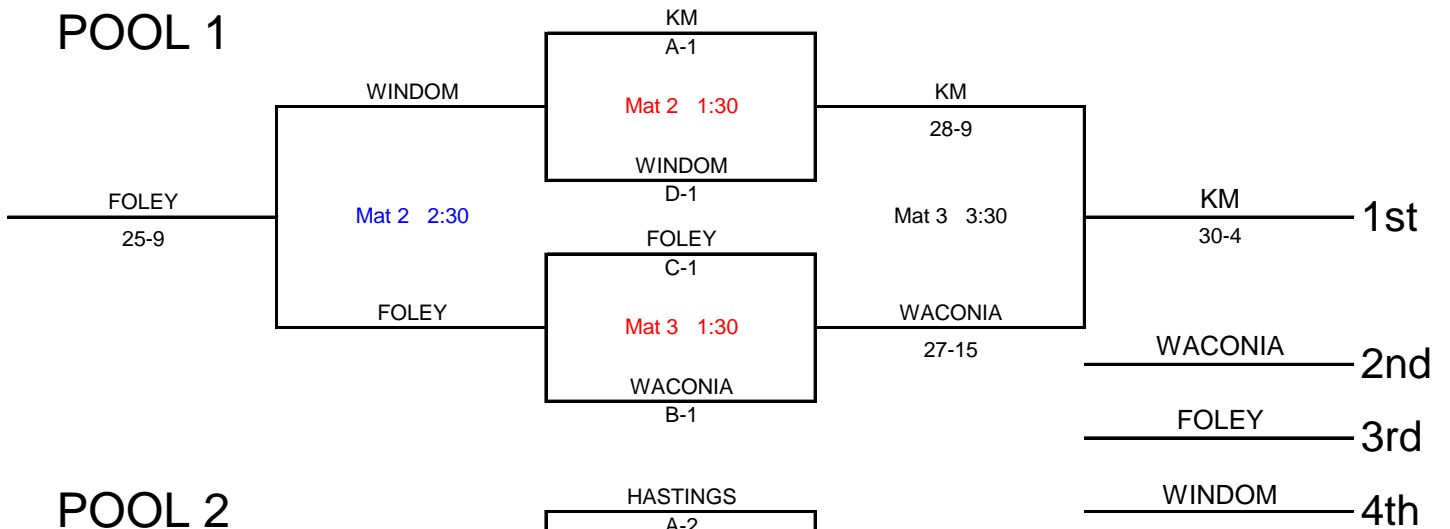 POOL 1
KM
A-1
WINDOM
Mat 2 1:30
KM
28-9
WINDOM
D-1
FOLEY
25-9
Mat 2 2:30
Mat 3 3:30
KM
30-4
1st
FOLEY
C-1
FOLEY
Mat 3 1:30
WACONIA
27-15
WACONIA
B-1
WACONIA
2nd
FOLEY
3rd
WINDOM
4th
POOL 2
HASTINGS
A-2